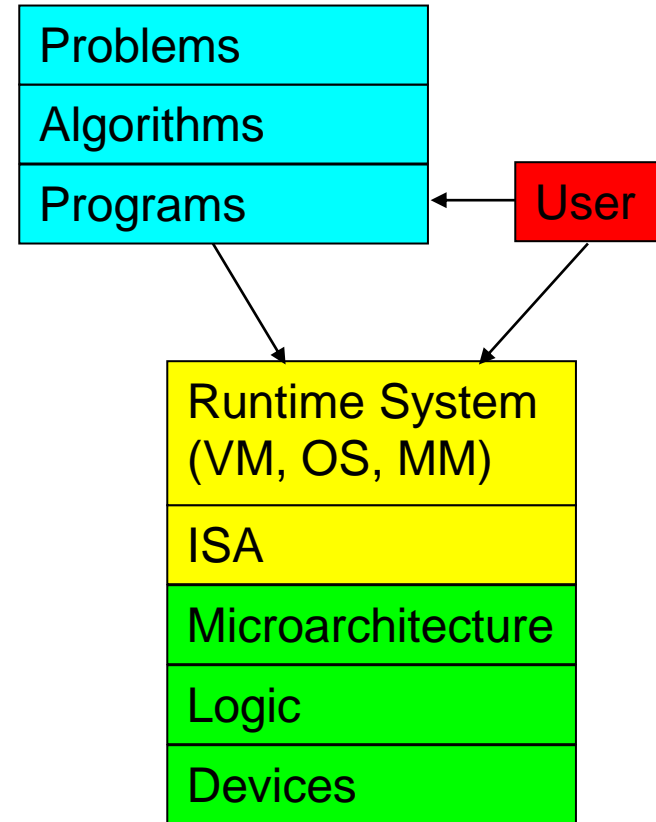 Problems
Algorithms
Programs
User
Runtime System
(VM, OS, MM)
ISA
Microarchitecture
Logic
Devices